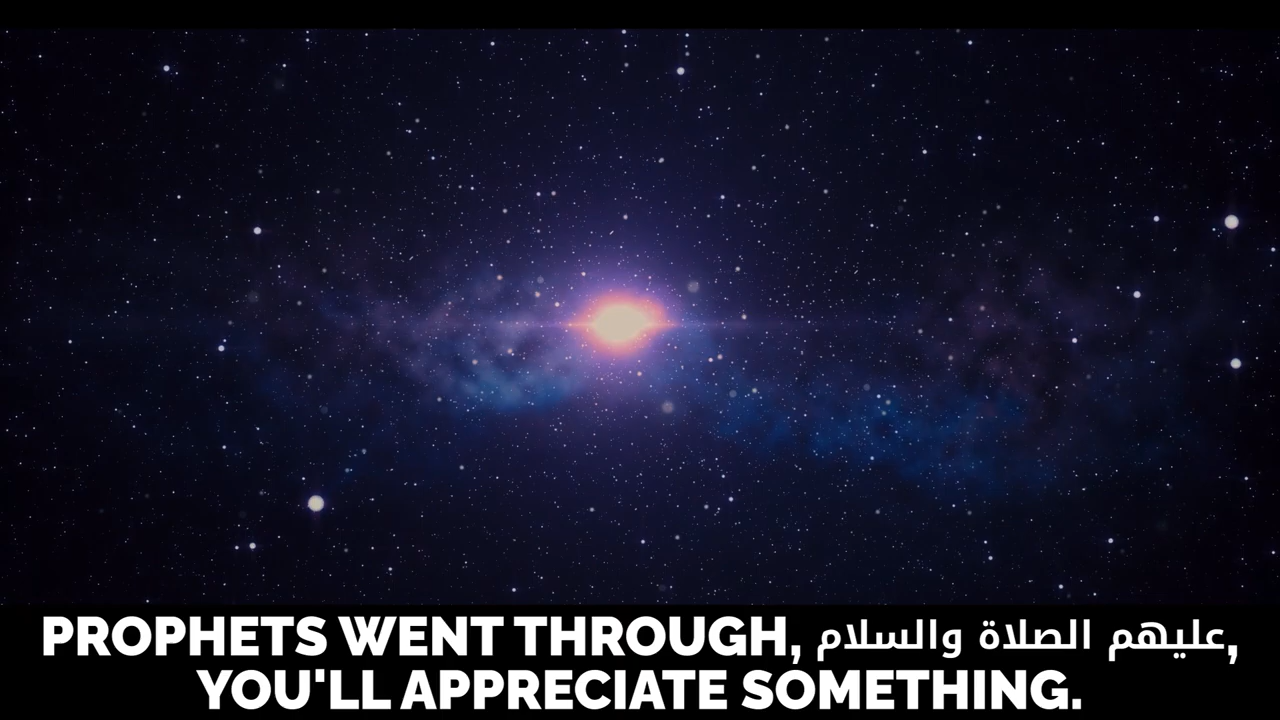 PROPHETS WENT THROUGH, عليهم الصلاة والسلام,
YOU'LL APPRECIATE SOMETHING.